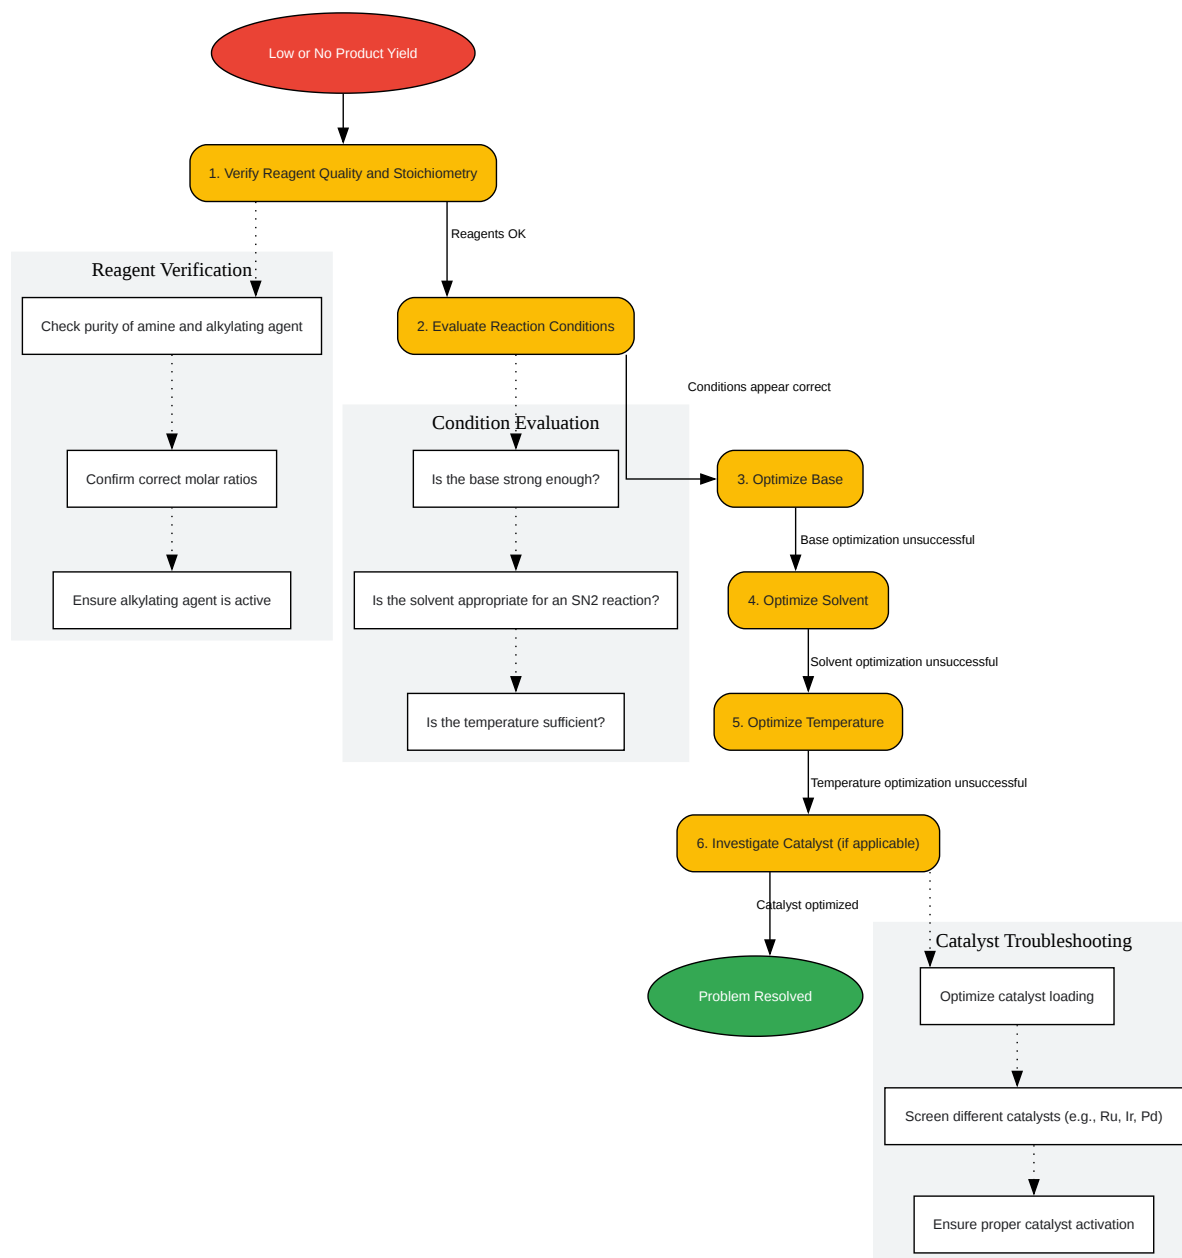 Low or No Product Yield
1. Verify Reagent Quality and Stoichiometry
Reagents OK
Reagent Verification
Check purity of amine and alkylating agent
2. Evaluate Reaction Conditions
Conditions appear correct
Condition Evaluation
Confirm correct molar ratios
Is the base strong enough?
3. Optimize Base
Base optimization unsuccessful
Ensure alkylating agent is active
Is the solvent appropriate for an SN2 reaction?
4. Optimize Solvent
Solvent optimization unsuccessful
Is the temperature sufficient?
5. Optimize Temperature
Temperature optimization unsuccessful
6. Investigate Catalyst (if applicable)
Catalyst optimized
Catalyst Troubleshooting
Problem Resolved
Optimize catalyst loading
Screen different catalysts (e.g., Ru, Ir, Pd)
Ensure proper catalyst activation